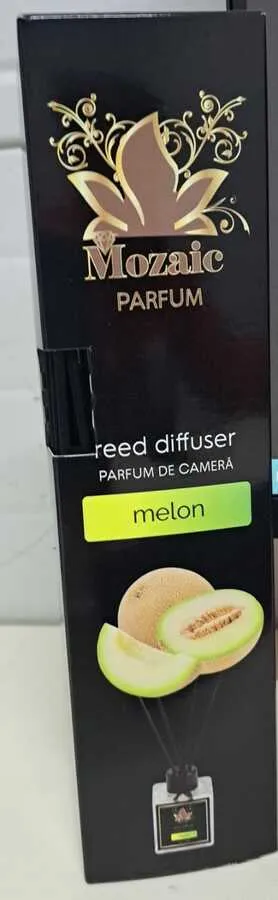 Mozaic
PARFUM
reed diffuser
PARFUM DE CAMERĂ
melon